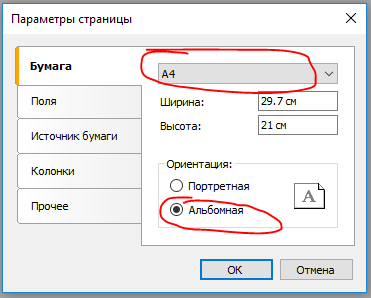 Параметры страницы
Бумага
Поля
Источник бумаги
Колонки
Прочее
A4
Ширина: 29.7 см
Высота: 21 см
Ориентация:
Портретная
Альбомная
A
OK Отмена